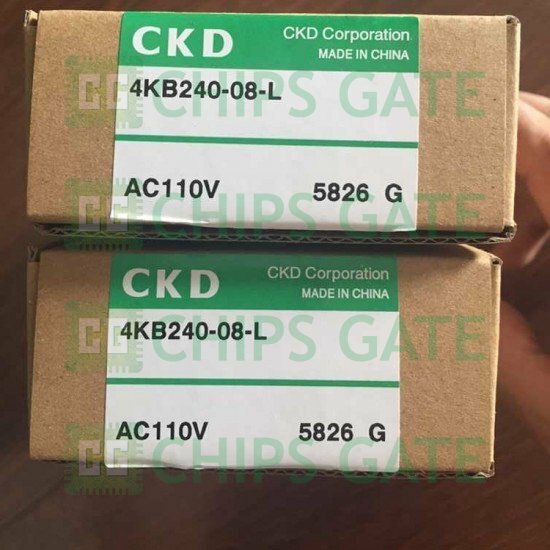 CKD
CKD Corporation
MADE IN CHINA
4KB240-08-L
CHIPS GATE
AC110V 5826 G
CHIPS GATE
CKD
CKD Corporation
MADE IN CHINA
4KB240-08-L
CHIPS GATE
AC110V 5826 G
CHIPS GATE